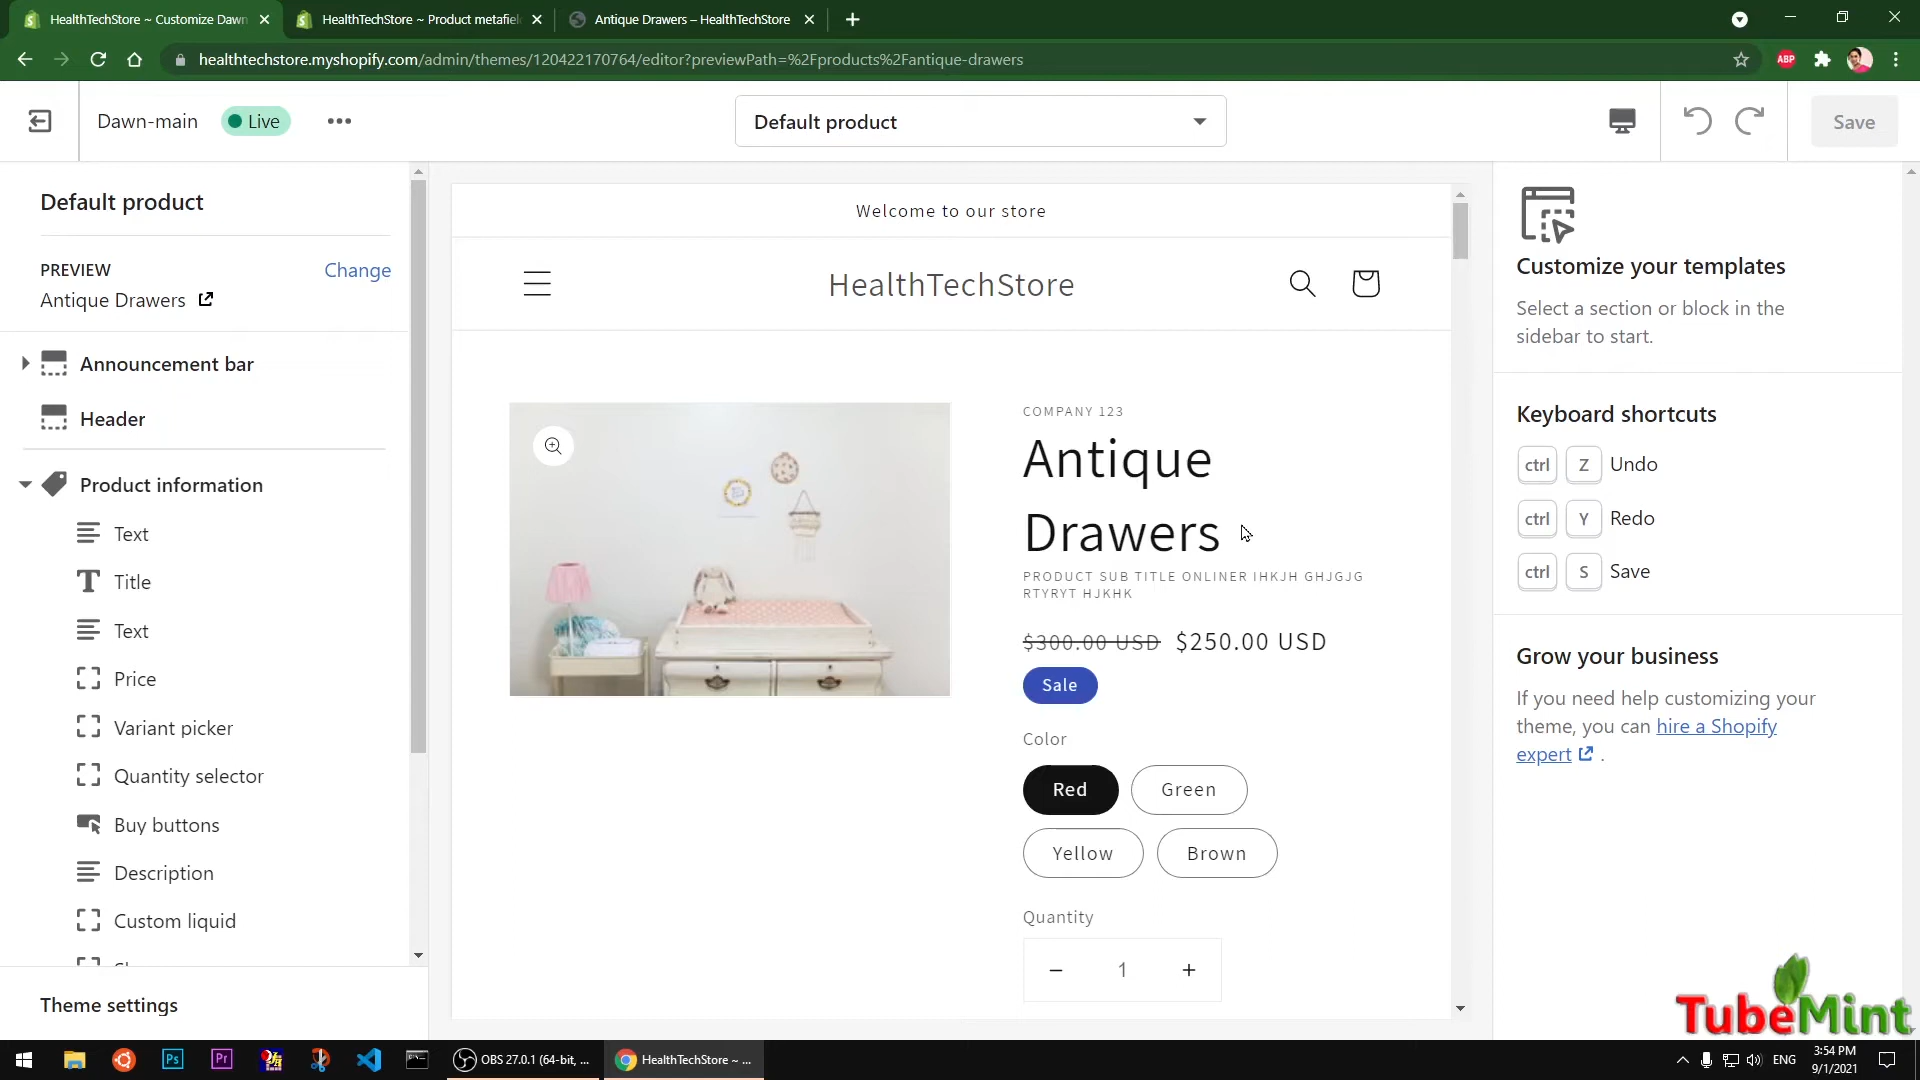 HealthTechStore ~ Customize Dawn
HealthTechStore ~ Product metafiel
Antique Drawers – HealthTechStore
healthtechstore.myshopify.com/admin/themes/120422170764/editor?previewPath=%2Fproducts%2Fantique-drawers
ABP
Dawn-main
Live
Default product
Save
Default product
PREVIEW
Change
Antique Drawers
Announcement bar
Header
Product information
Text
Title
Text
Price
Variant picker
Quantity selector
Buy buttons
Description
Custom liquid
Theme settings
Welcome to our store
HealthTechStore
COMPANY 123
Antique
Drawers
PRODUCT SUB TITLE ONLINER IHKJH GHJGJG
RTYRYT HJKHK
$300.00 USD $250.00 USD
Sale
Color
Red
Green
Yellow
Brown
Quantity
− 1 +
Customize your templates
Select a section or block in the
sidebar to start.
Keyboard shortcuts
ctrl Z Undo
ctrl Y Redo
ctrl S Save
Grow your business
If you need help customizing your
theme, you can hire a Shopify
expert .
TubeMint
Ps
Pr
OBS 27.0.1 (64-bit, ...
HealthTechStore ~ ...
ENG
3:54 PM
9/1/2021